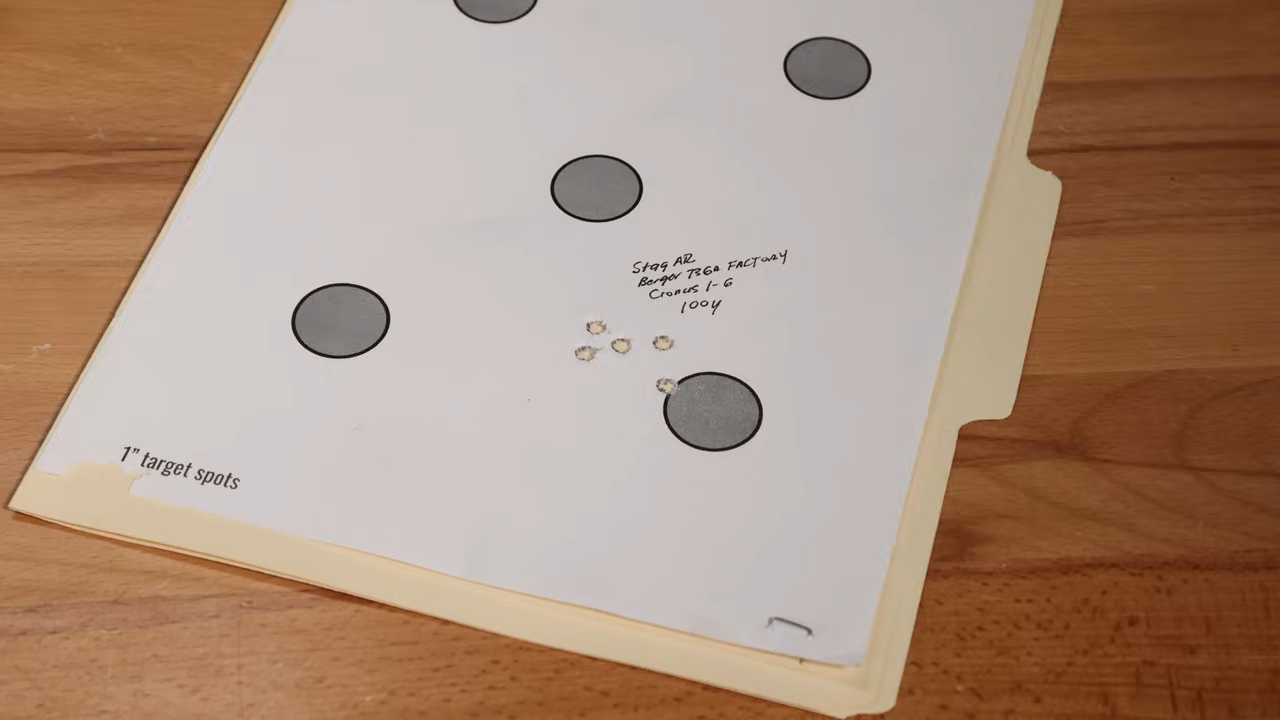 Stag AR
Berger 73Gr FACTORY
Cronus 1-6
100y
1" target spots